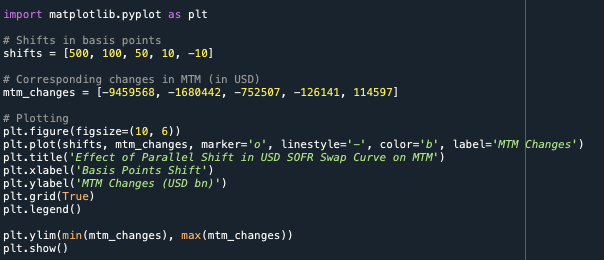 import matplotlib.pyplot as plt
# Shifts in basis points
shifts = [500, 100, 50, 10, -10]
# Corresponding changes in MTM (in USD)
mtm_changes = [-9459568, -1680442, -752507, -126141, 114597]
# Plotting
plt.figure(figsize=(10, 6))
plt.plot(shifts, mtm_changes, marker='o', linestyle='-', color='b', label='MTM Changes')
plt.title('Effect of Parallel Shift in USD SOFR Swap Curve on MTM')
plt.xlabel('Basis Points Shift')
plt.ylabel('MTM Changes (USD bn)')
plt.grid(True)
plt.legend()
plt.ylim(min(mtm_changes), max(mtm_changes))
plt.show()